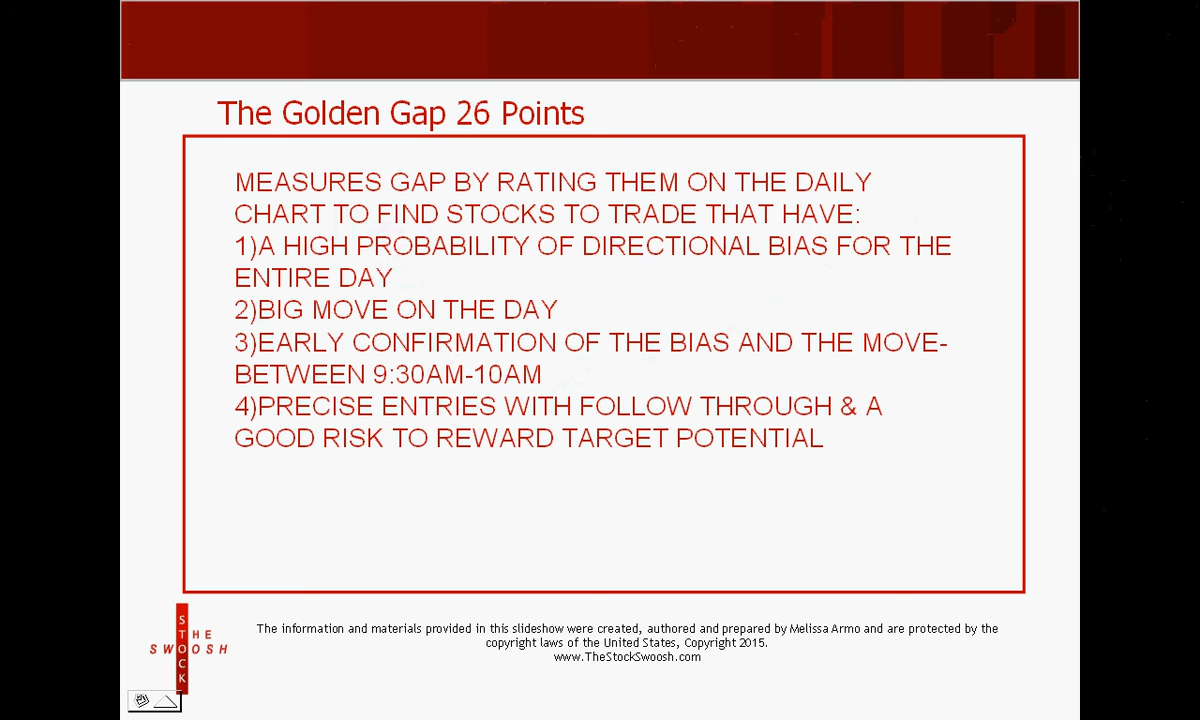 The Golden Gap 26 Points
MEASURES GAP BY RATING THEM ON THE DAILY
CHART TO FIND STOCKS TO TRADE THAT HAVE:
1)A HIGH PROBABILITY OF DIRECTIONAL BIAS FOR THE
ENTIRE DAY
2)BIG MOVE ON THE DAY
3)EARLY CONFIRMATION OF THE BIAS AND THE MOVE-
BETWEEN 9:30AM-10AM
4)PRECISE ENTRIES WITH FOLLOW THROUGH & A
GOOD RISK TO REWARD TARGET POTENTIAL
THE
STOCK
SWOOSH
The information and materials provided in this slideshow were created, authored and prepared by Melissa Armo and are protected by the
copyright laws of the United States, Copyright 2015.
www.TheStockSwoosh.com